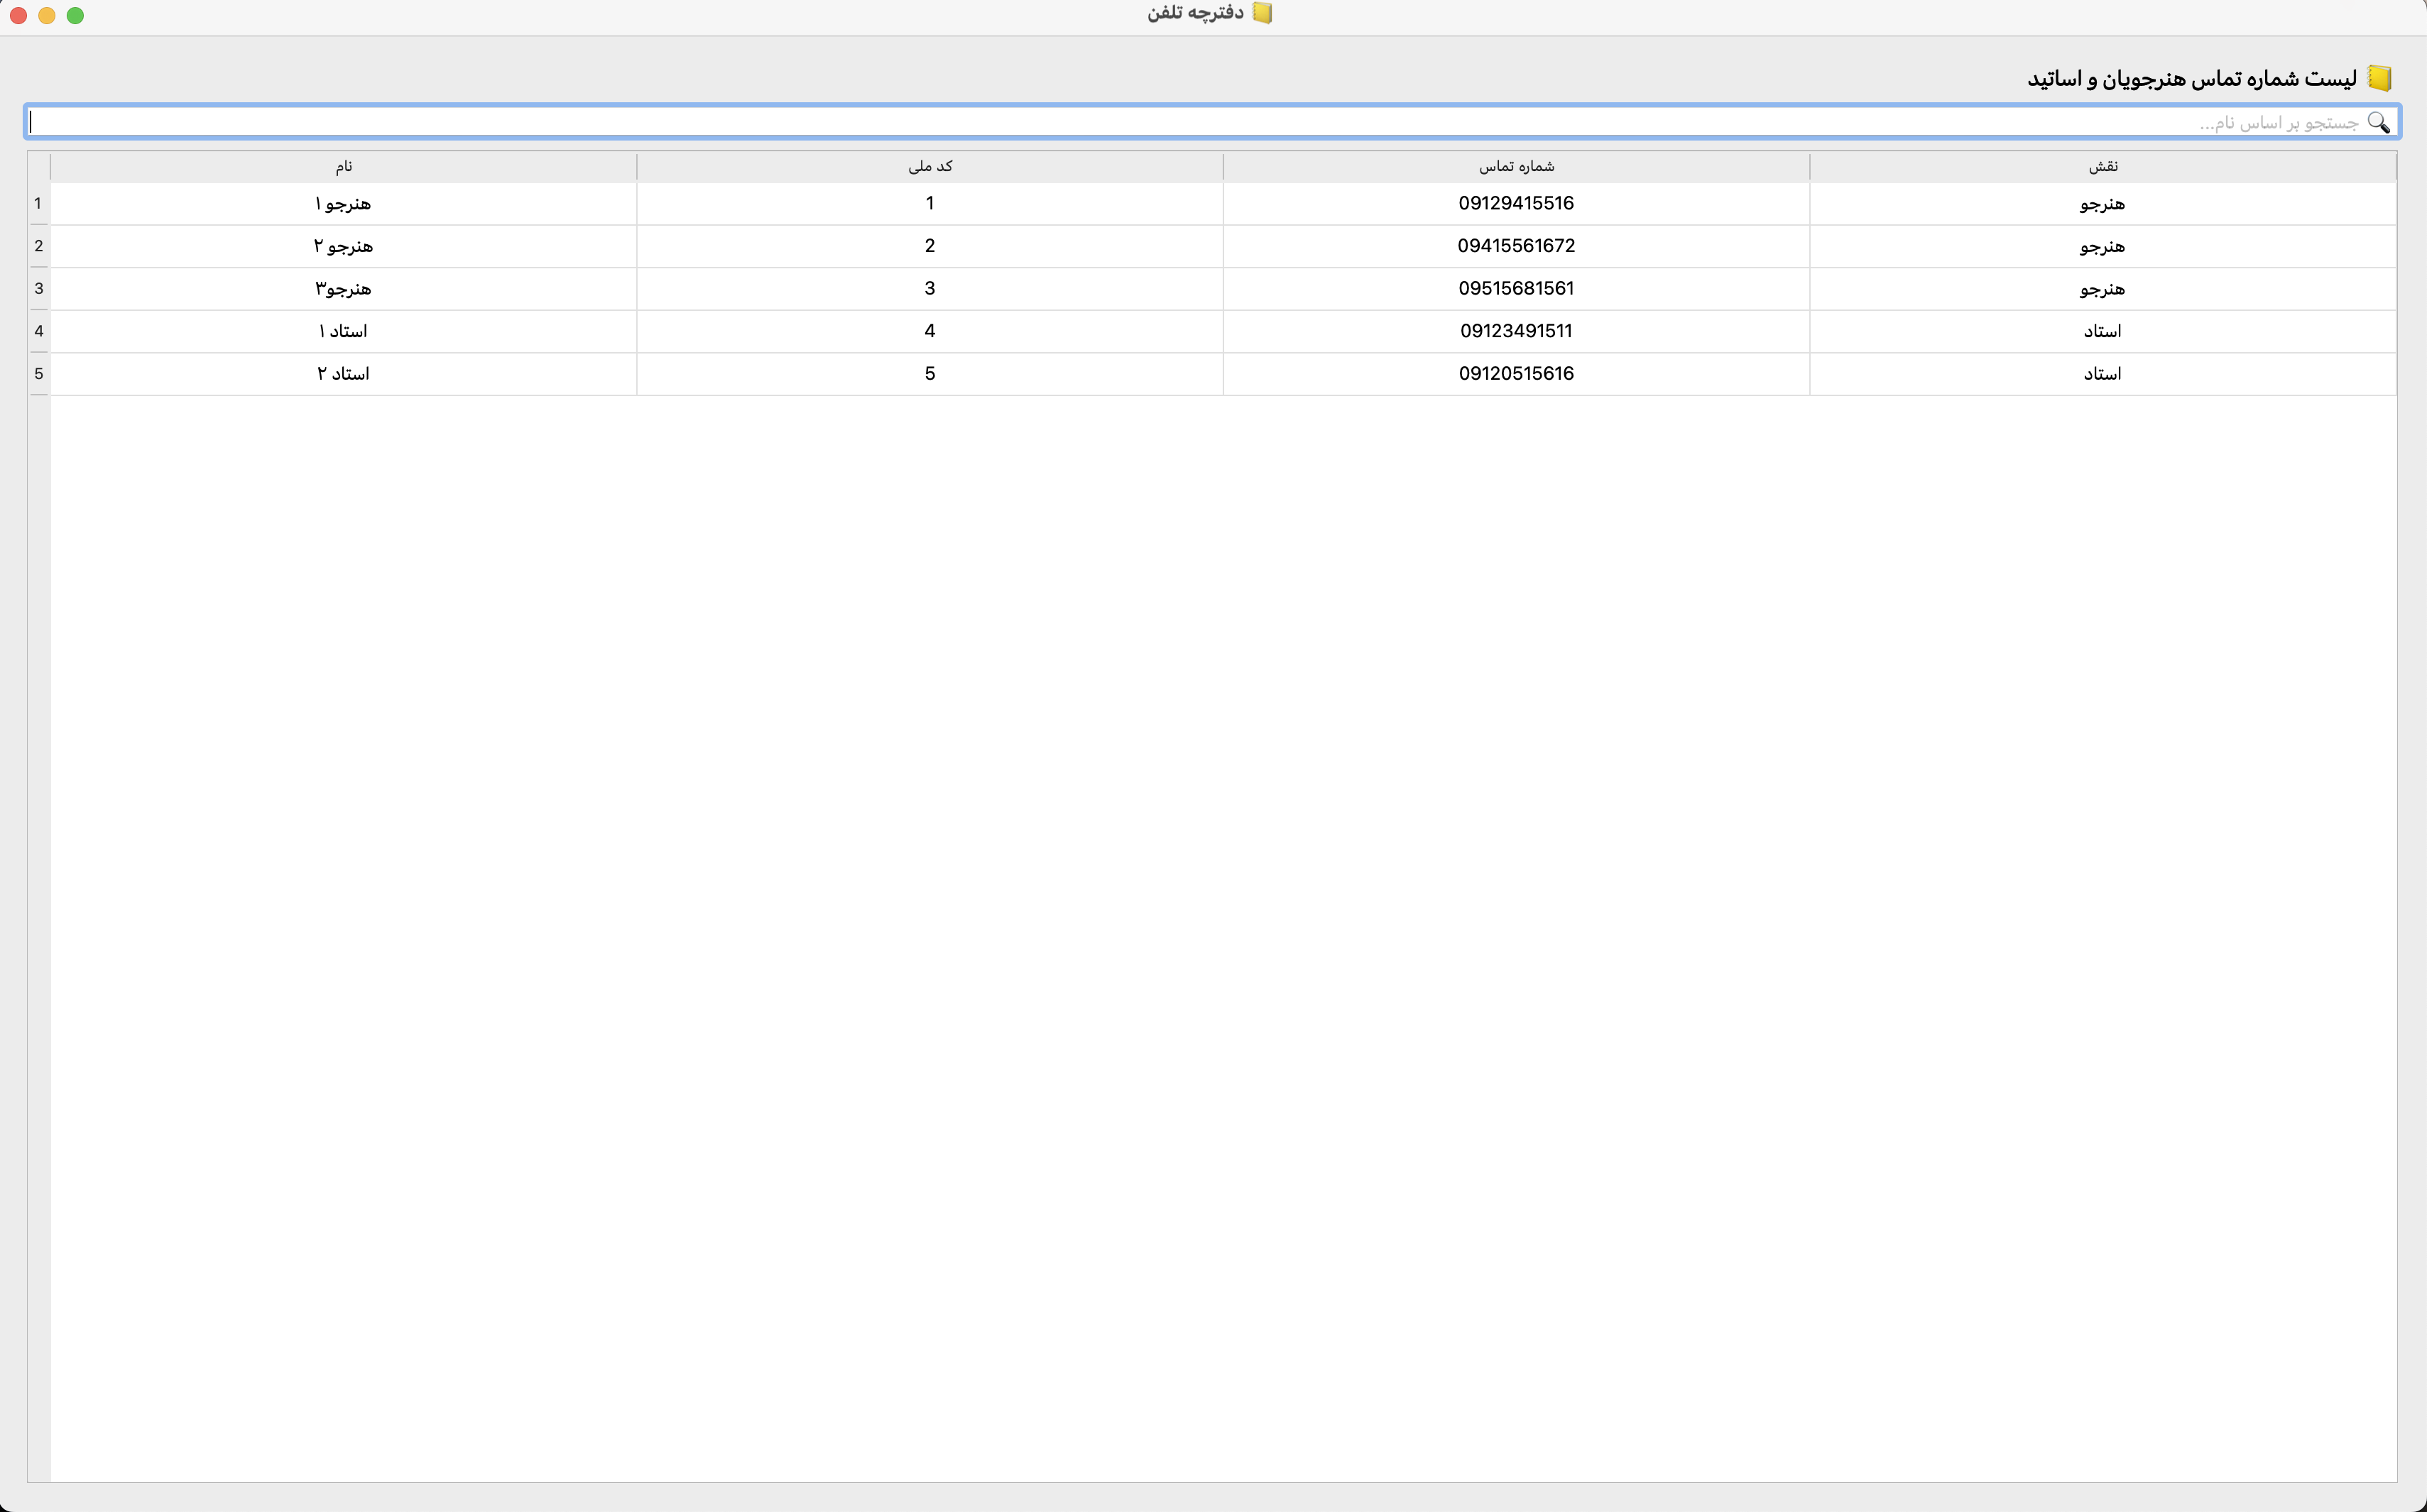 📒 دفترچه تلفن
📒 لیست شماره تماس هنرجویان و اساتید
🔍 جستجو بر اساس نام...
نام	کد ملی	شماره تماس	نقش
1	هنرجو ۱	1	09129415516	هنرجو
2	هنرجو ۲	2	09415561672	هنرجو
3	هنرجو۳	3	09515681561	هنرجو
4	استاد ۱	4	09123491511	استاد
5	استاد ۲	5	09120515616	استاد